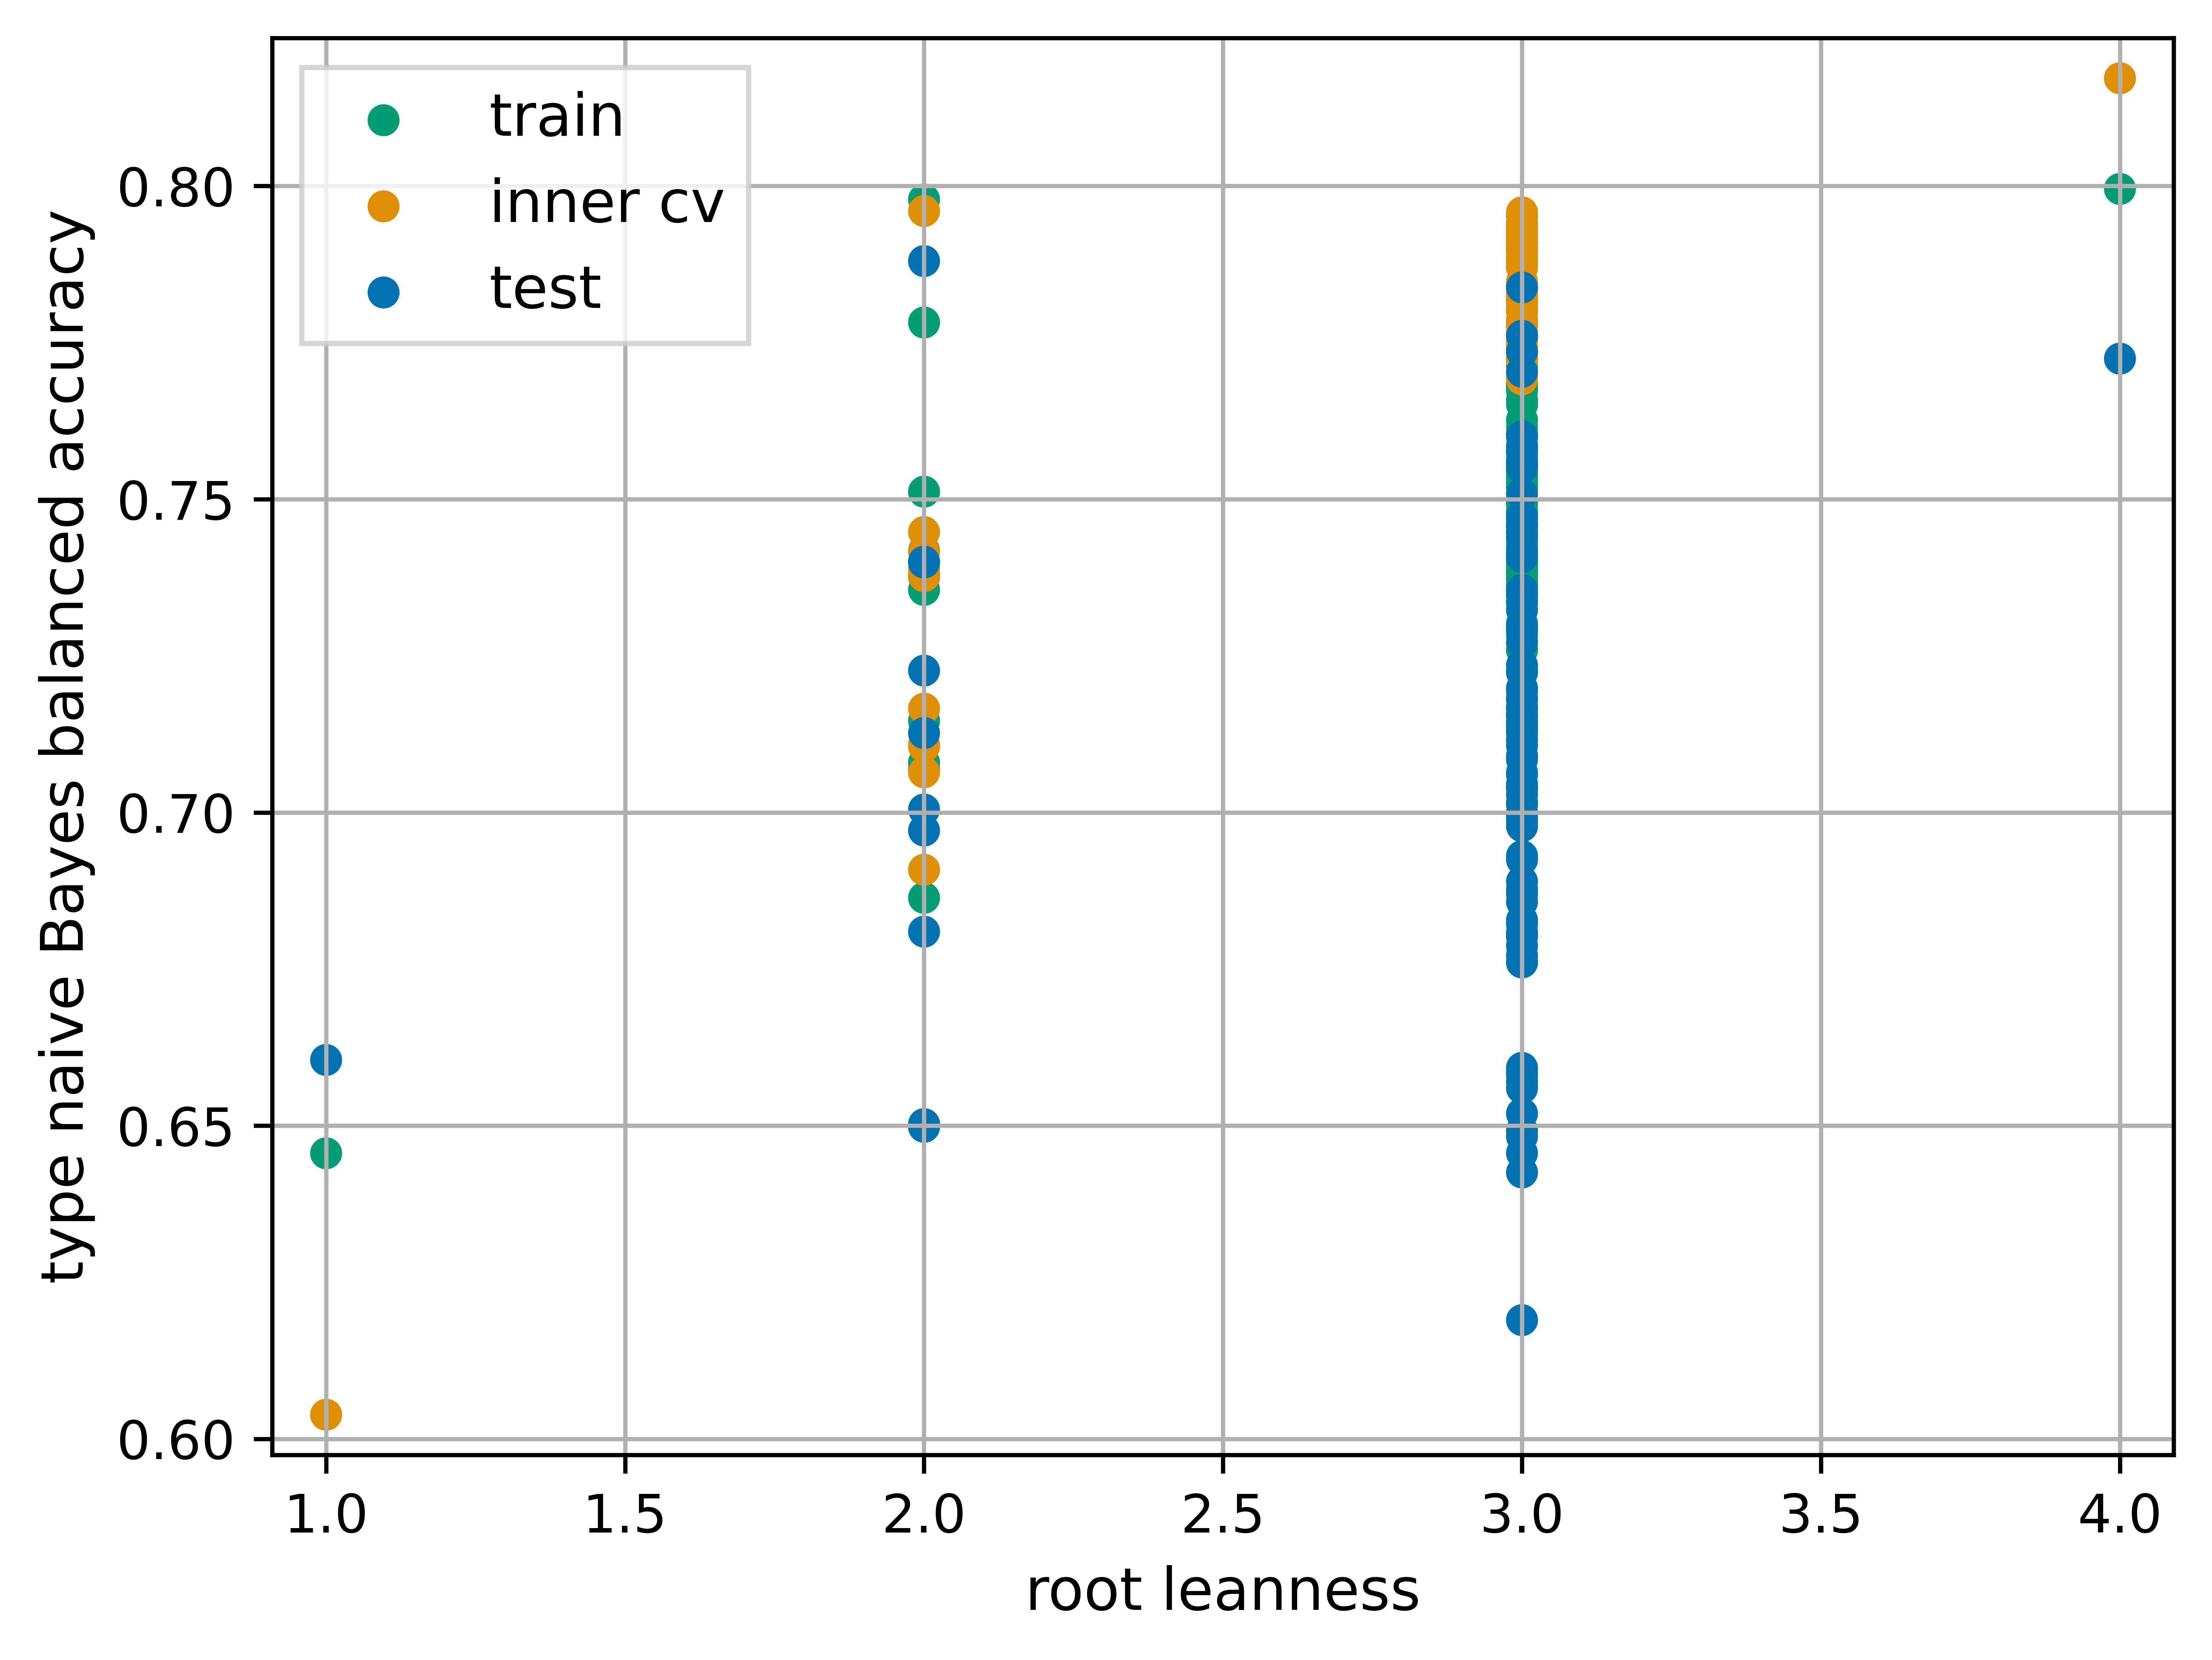 train
inner cv
test
type naive Bayes balanced accuracy
0.80
0.75
0.70
0.65
0.60
1.0 1.5 2.0 2.5 3.0 3.5 4.0
root leanness